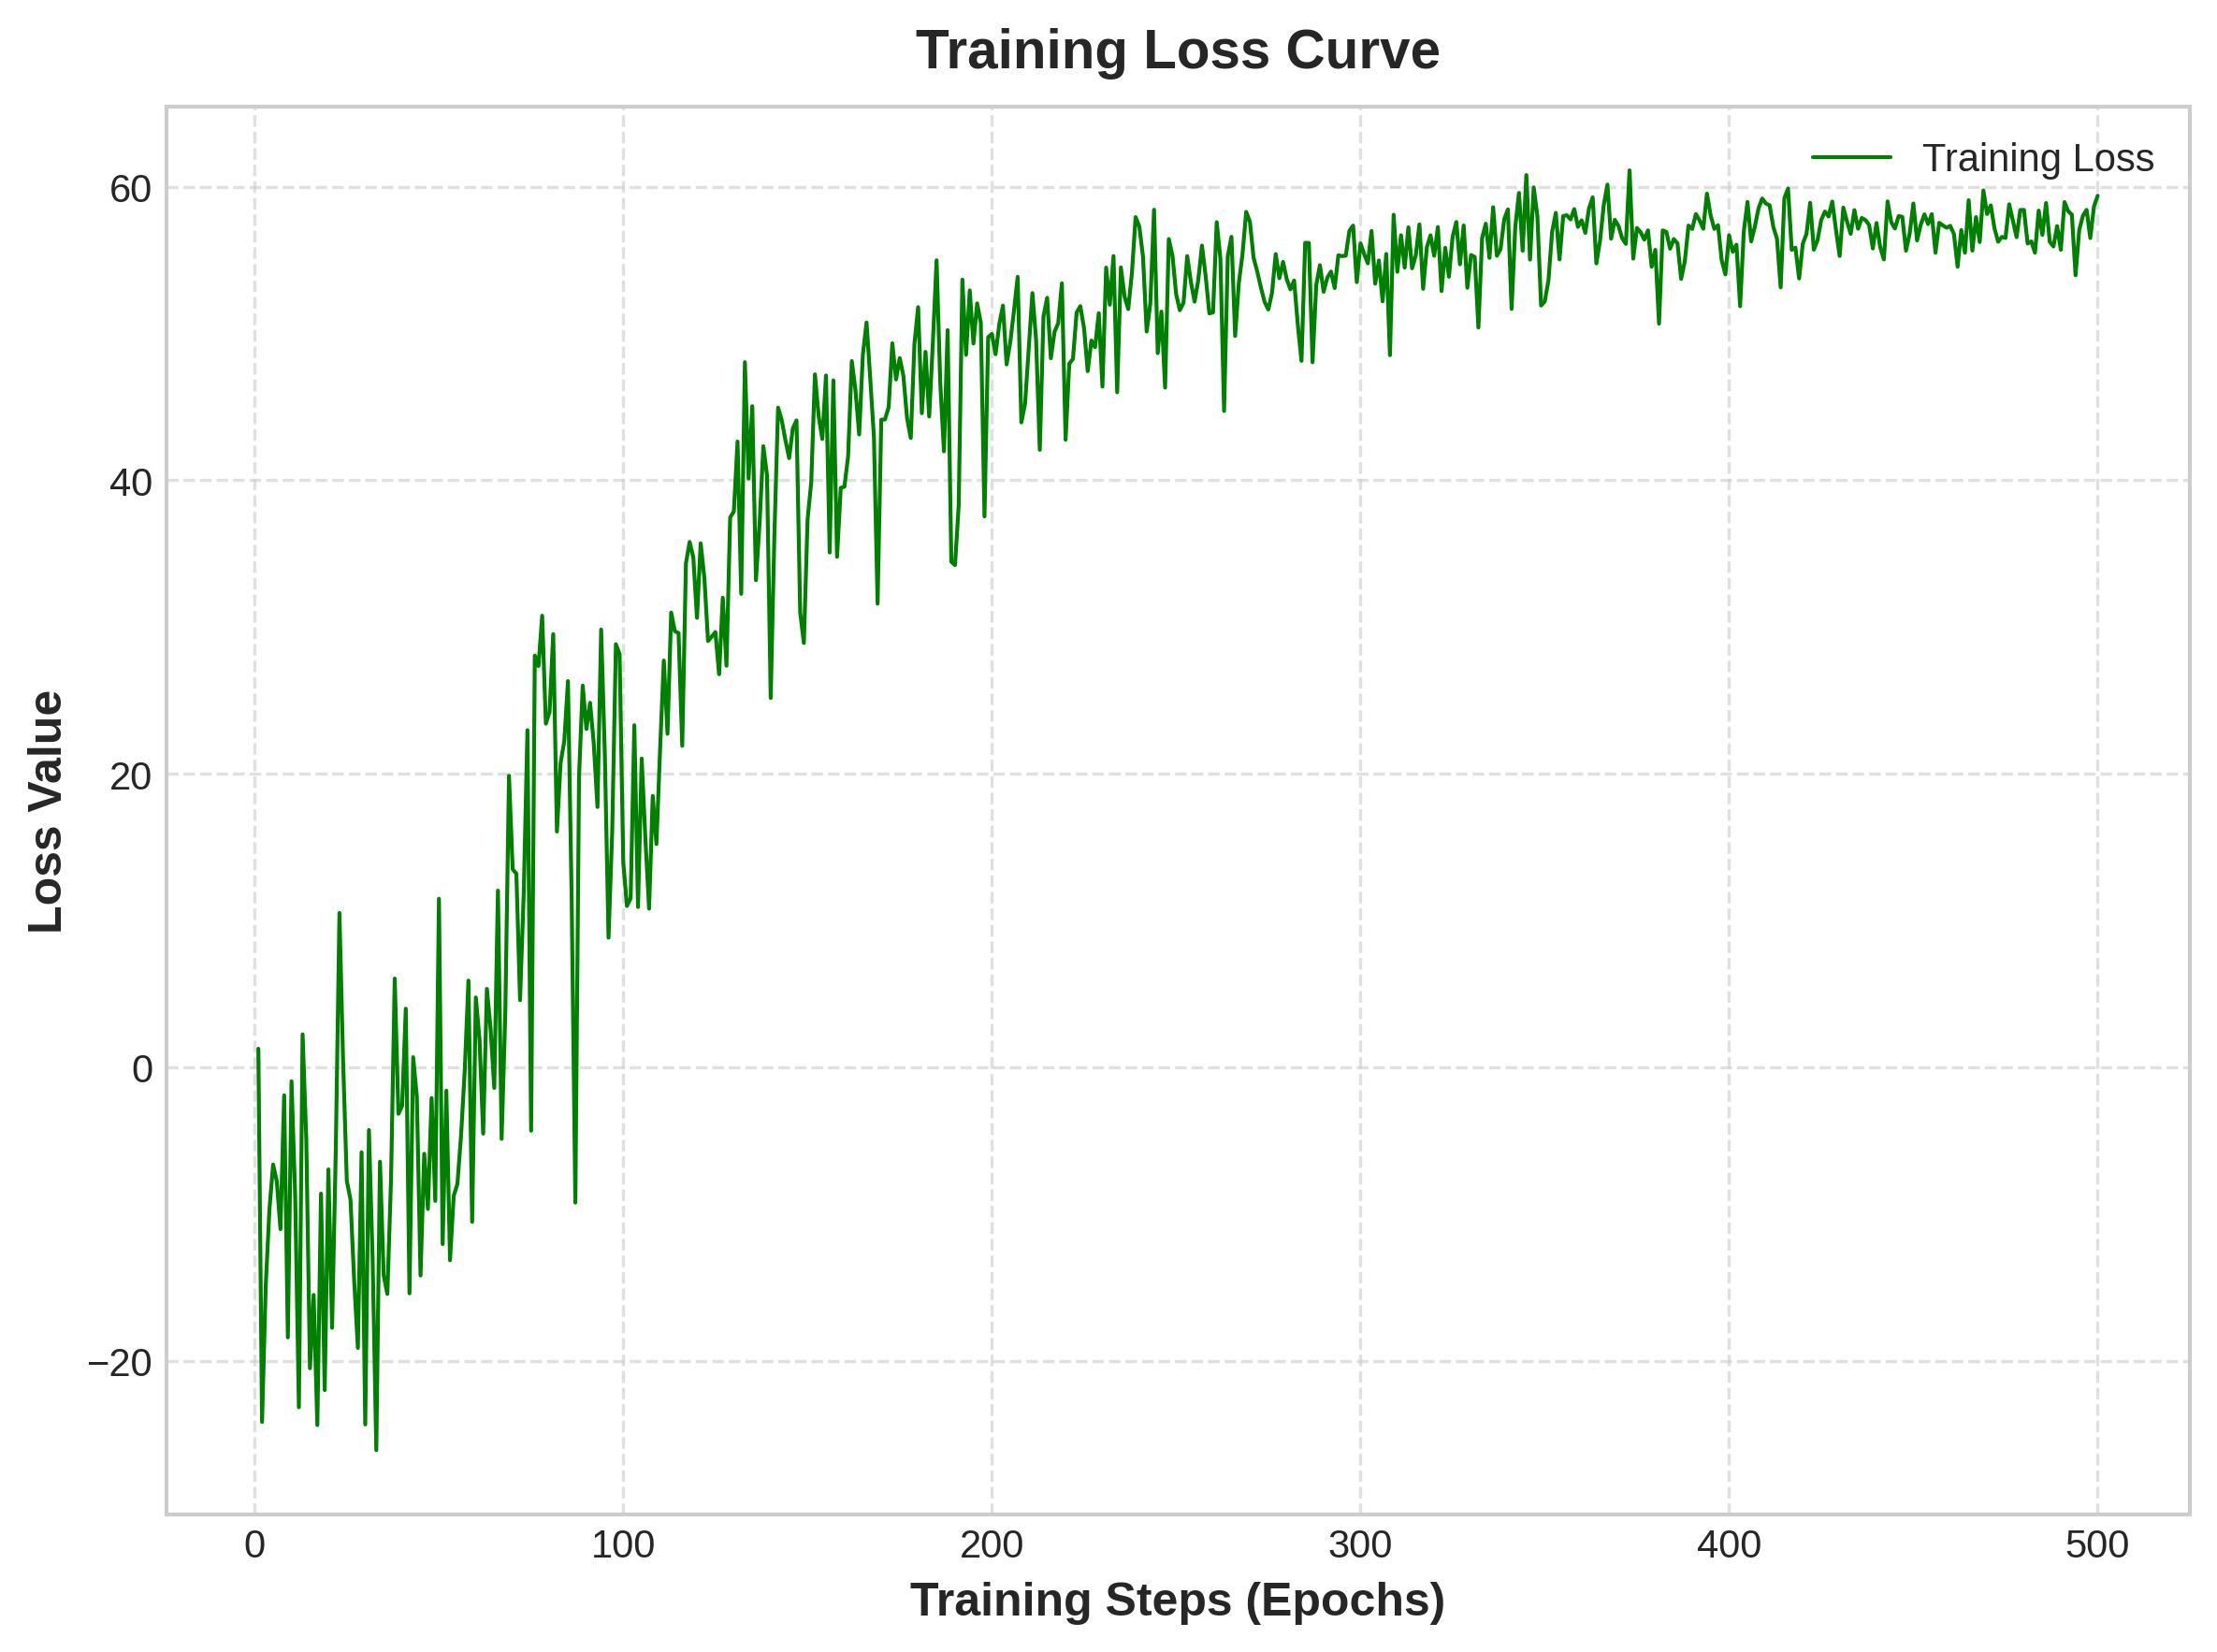 Training Loss Curve
Training Loss
60
40
20
0
−20
Loss Value
0 100 200 300 400 500
Training Steps (Epochs)